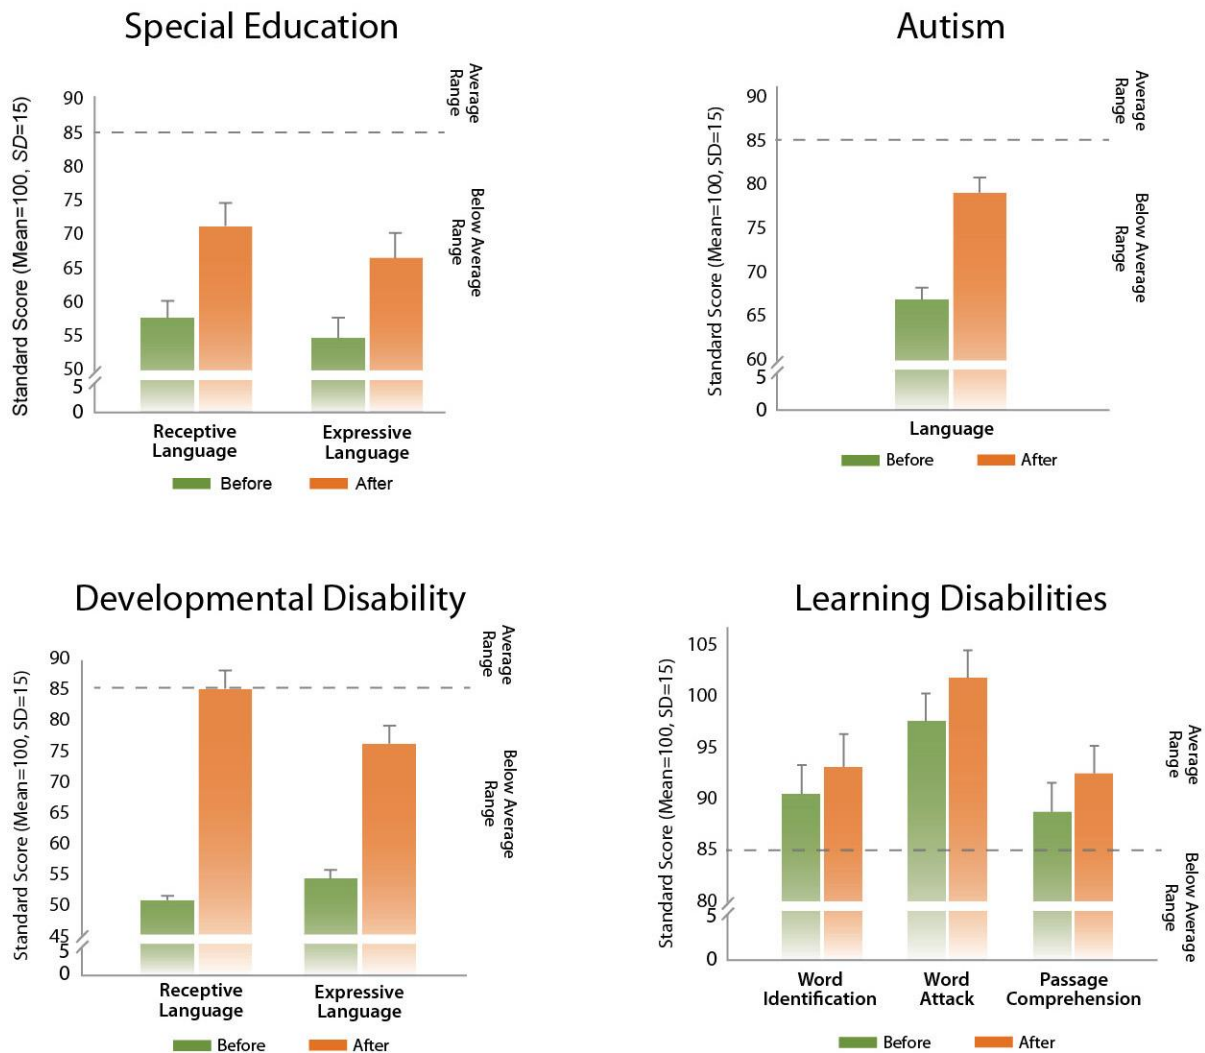 Special Education
Standard Score (Mean=100, SD=15)
90
85
80
75
70
65
60
55
50
5
0
Average
Range
Below Average
Range
Receptive
Language
Expressive
Language
Before
After
Autism
Standard Score (Mean=100, SD=15)
90
85
80
75
70
65
60
5
0
Average
Range
Below Average
Range
Language
Before
After
Developmental Disability
Standard Score (Mean=100, SD=15)
90
85
80
75
70
65
60
55
50
45
5
0
Average
Range
Below Average
Range
Receptive
Language
Expressive
Language
Before
After
Learning Disabilities
Standard Score (Mean=100, SD=15)
105
100
95
90
85
80
5
0
Average
Range
Below Average
Range
Word
Identification
Word
Attack
Passage
Comprehension
Before
After